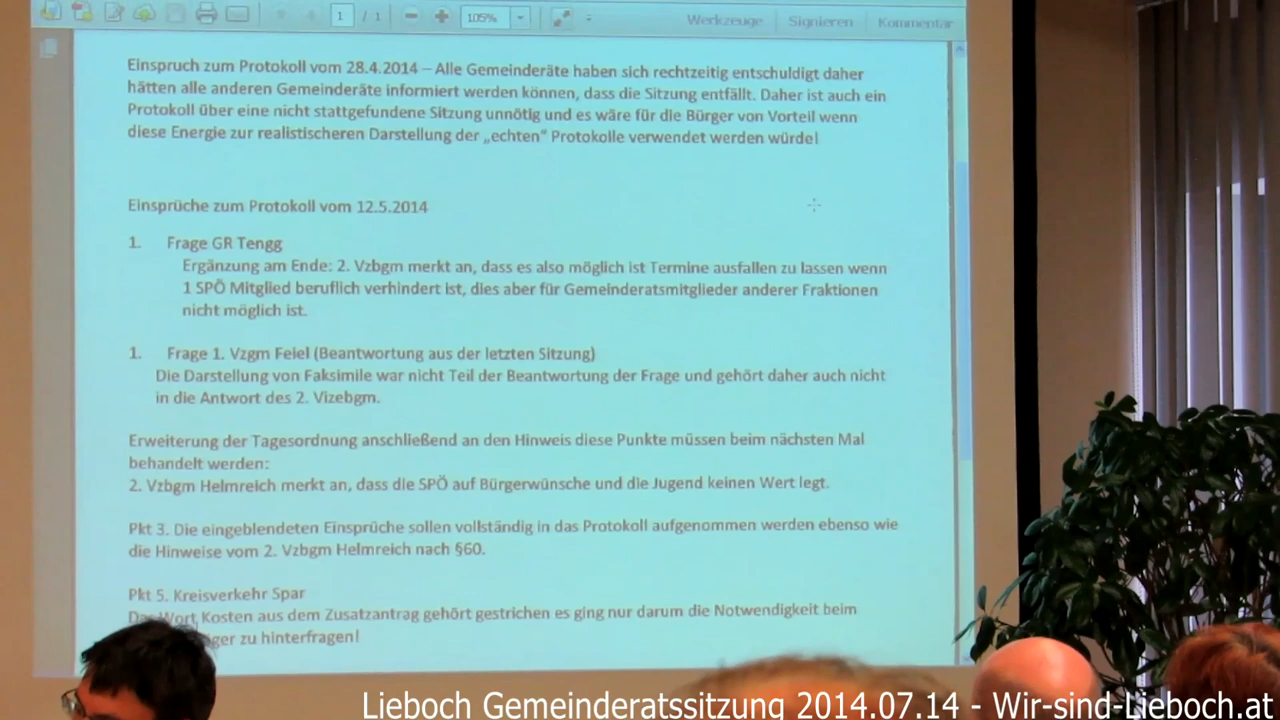 1 / 1
105%
Werkzeuge
Signieren
Kommentar
Einspruch zum Protokoll vom 28.4.2014 – Alle Gemeinderäte haben sich rechtzeitig entschuldigt daher
hätten alle anderen Gemeinderäte informiert werden können, dass die Sitzung entfällt. Daher ist auch ein
Protokoll über eine nicht stattgefundene Sitzung unnötig und es wäre für die Bürger von Vorteil wenn
diese Energie zur realistischeren Darstellung der „echten" Protokolle verwendet werden würde!
Einsprüche zum Protokoll vom 12.5.2014
1. Frage GR Tengg
Ergänzung am Ende: 2. Vzbgm merkt an, dass es also möglich ist Termine ausfallen zu lassen wenn
1 SPÖ Mitglied beruflich verhindert ist, dies aber für Gemeinderatsmitglieder anderer Fraktionen
nicht möglich ist.
1. Frage 1. Vzgm Feiel (Beantwortung aus der letzten Sitzung)
Die Darstellung von Faksimile war nicht Teil der Beantwortung der Frage und gehört daher auch nicht
in die Antwort des 2. Vizebgm.
Erweiterung der Tagesordnung anschließend an den Hinweis diese Punkte müssen beim nächsten Mal
behandelt werden:
2. Vzbgm Helmreich merkt an, dass die SPÖ auf Bürgerwünsche und die Jugend keinen Wert legt.
Pkt 3. Die eingeblendeten Einsprüche sollen vollständig in das Protokoll aufgenommen werden ebenso wie
die Hinweise vom 2. Vzbgm Helmreich nach §60.
Pkt 5. Kreisverkehr Spar
Das Wort Kosten aus dem Zusatzantrag gehört gestrichen es ging nur darum die Notwendigkeit beim
ger zu hinterfragen!
Lieboch Gemeinderatssitzung 2014.07.14 - Wir-sind-Lieboch.at